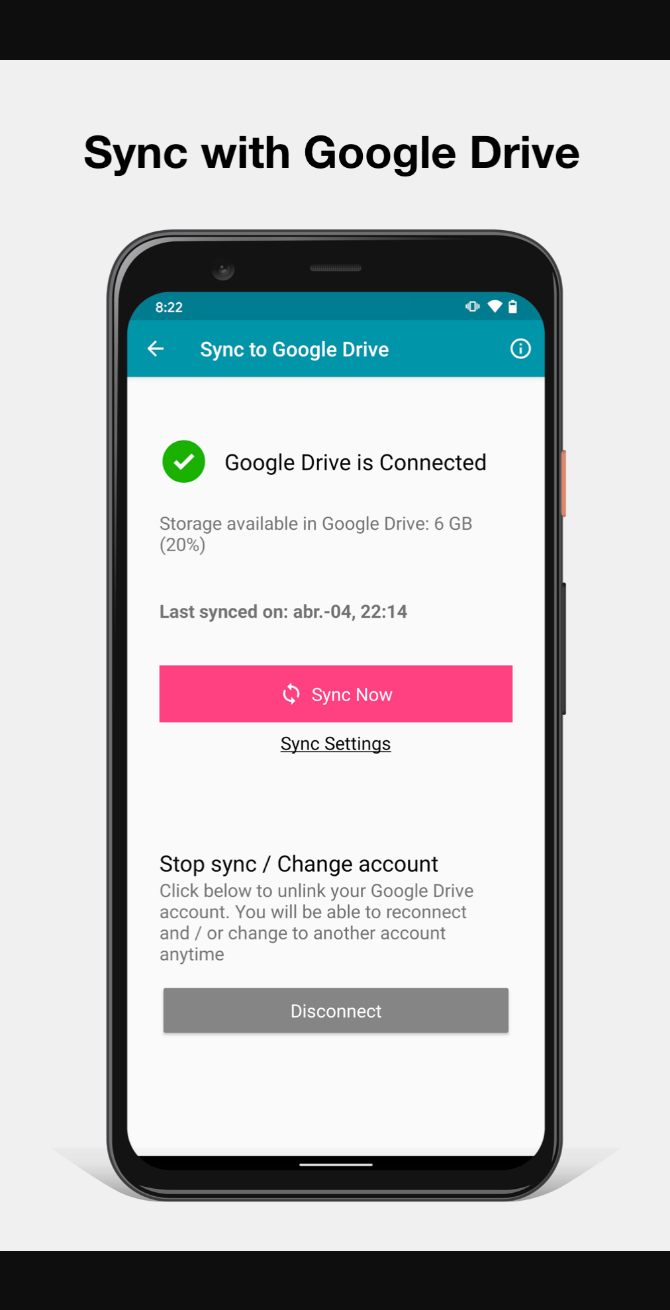 Sync with Google Drive
8:22
Sync to Google Drive
Google Drive is Connected
Storage available in Google Drive: 6 GB
(20%)
Last synced on: abr.-04, 22:14
Sync Now
Sync Settings
Stop sync / Change account
Click below to unlink your Google Drive
account. You will be able to reconnect
and / or change to another account
anytime
Disconnect